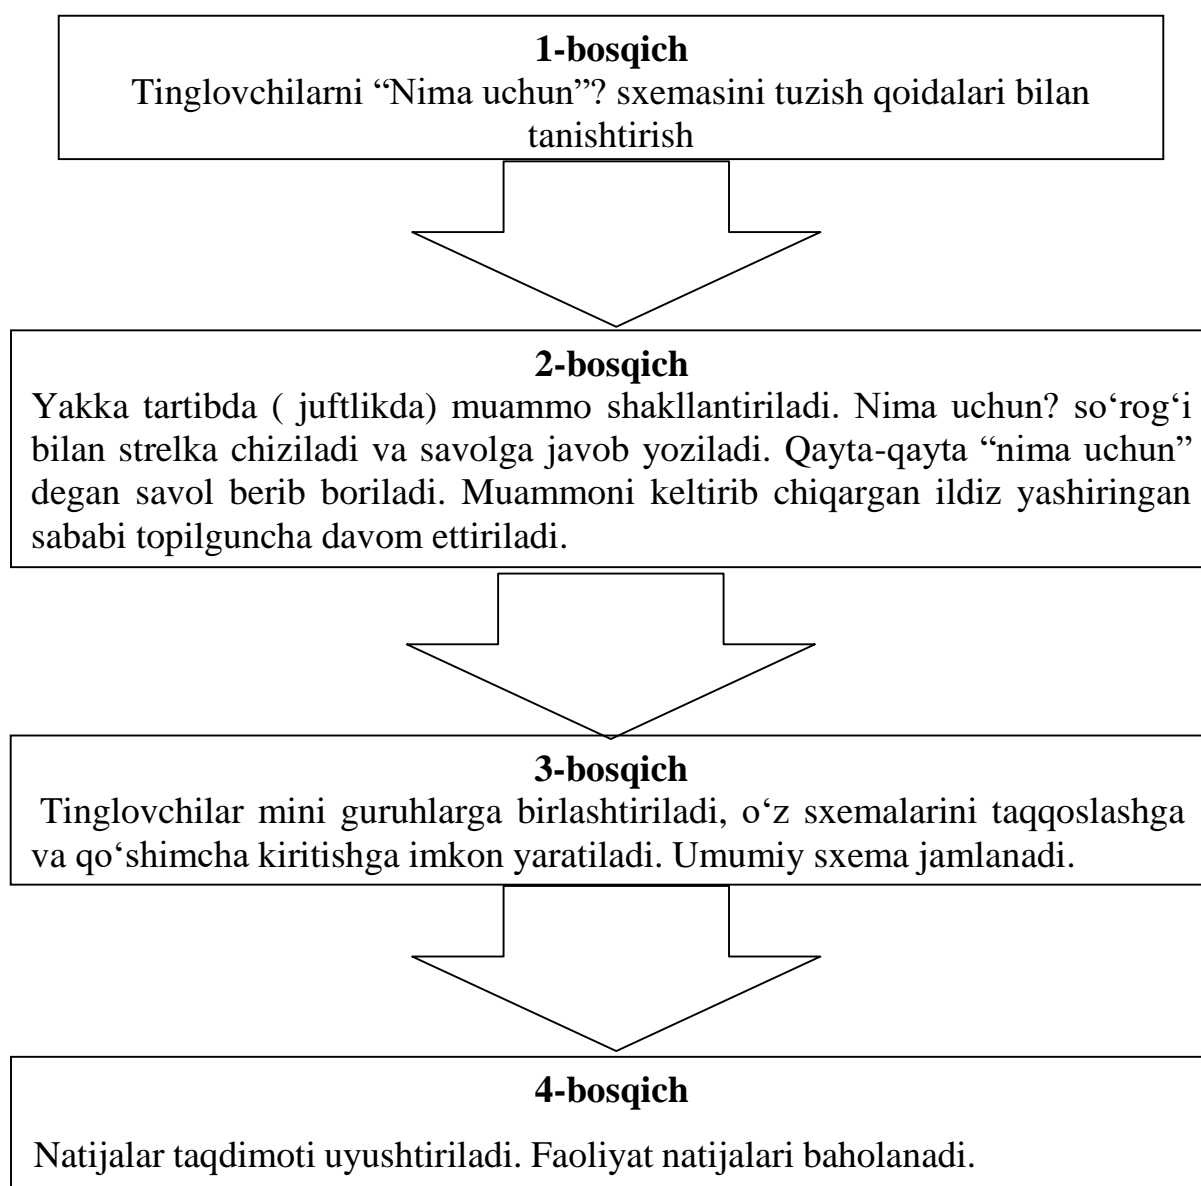 1-bosqich
Tinglovchilarni “Nima uchun”? sxemasini tuzish qoidalari bilan
tanishtirish
2-bosqich
Yakka tartibda ( juftlikda) muammo shakllantiriladi. Nima uchun? so‘rog‘i
bilan strelka chiziladi va savolga javob yoziladi. Qayta-qayta “nima uchun”
degan savol berib boriladi. Muammoni keltirib chiqargan ildiz yashiringan
sababi topilguncha davom ettiriladi.
3-bosqich
Tinglovchilar mini guruhlarga birlashtiriladi, o‘z sxemalarini taqqoslashga
va qo‘shimcha kiritishga imkon yaratiladi. Umumiy sxema jamlanadi.
4-bosqich
Natijalar taqdimoti uyushtiriladi. Faoliyat natijalari baholanadi.